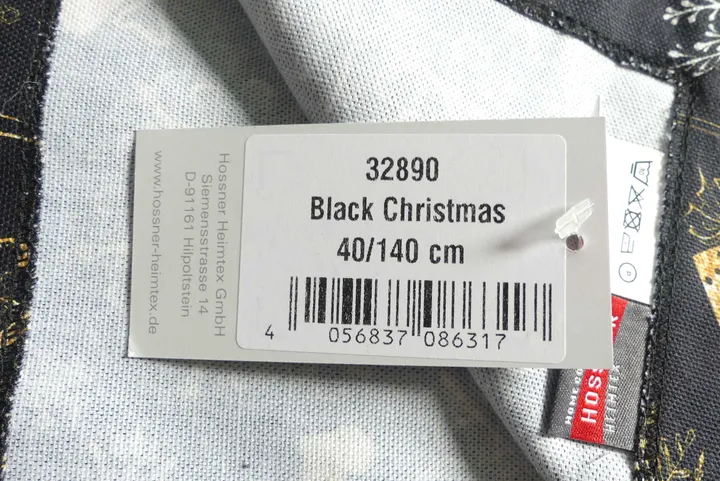 32890
Black Christmas
40/140 cm
4 056837 086317
Hossner Heimtex GmbH
Siemensstrasse 14
D-91161 Hilpoltstein
www.hossner-heimtex.de